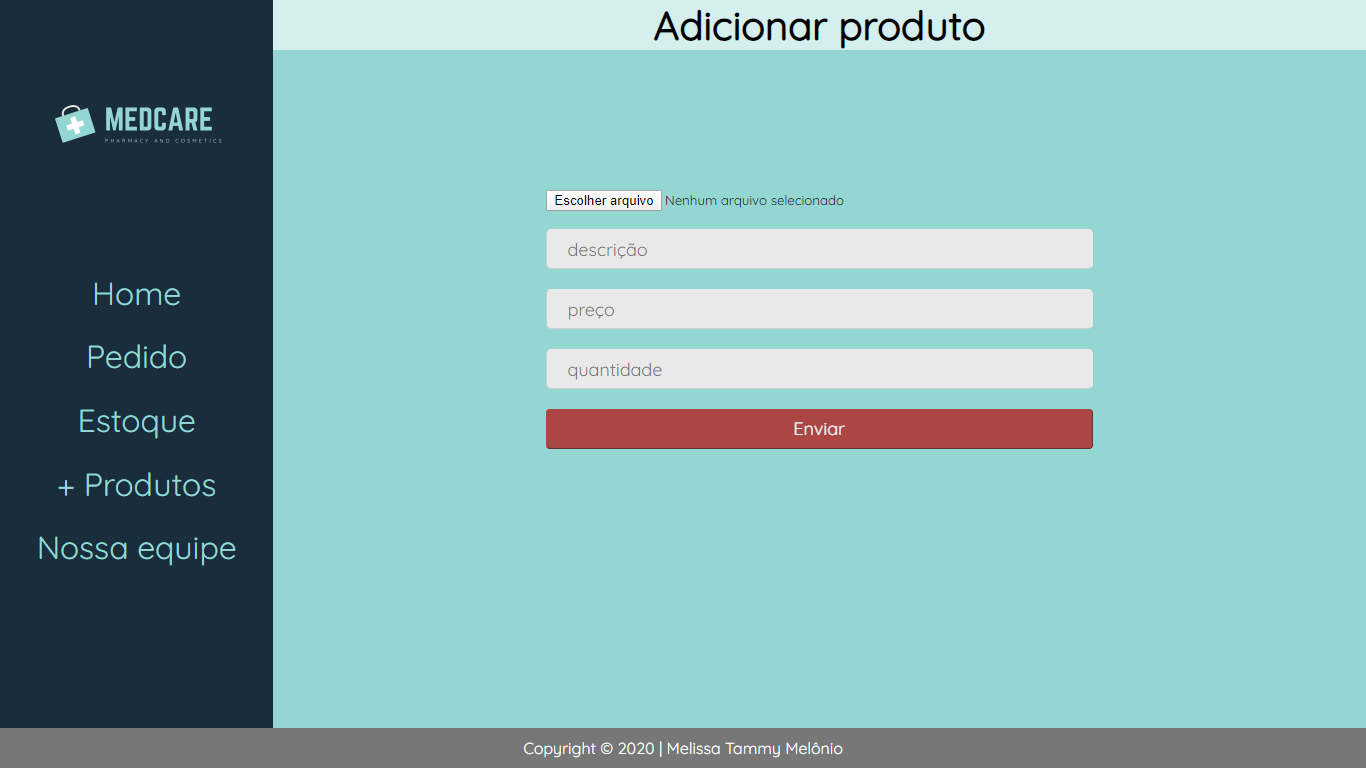 Adicionar produto
MEDCARE
PHARMACY AND COSMETICS
Home
Pedido
Estoque
+ Produtos
Nossa equipe
Escolher arquivo Nenhum arquivo selecionado
descrição
preço
quantidade
Enviar
Copyright © 2020 | Melissa Tammy Melônio